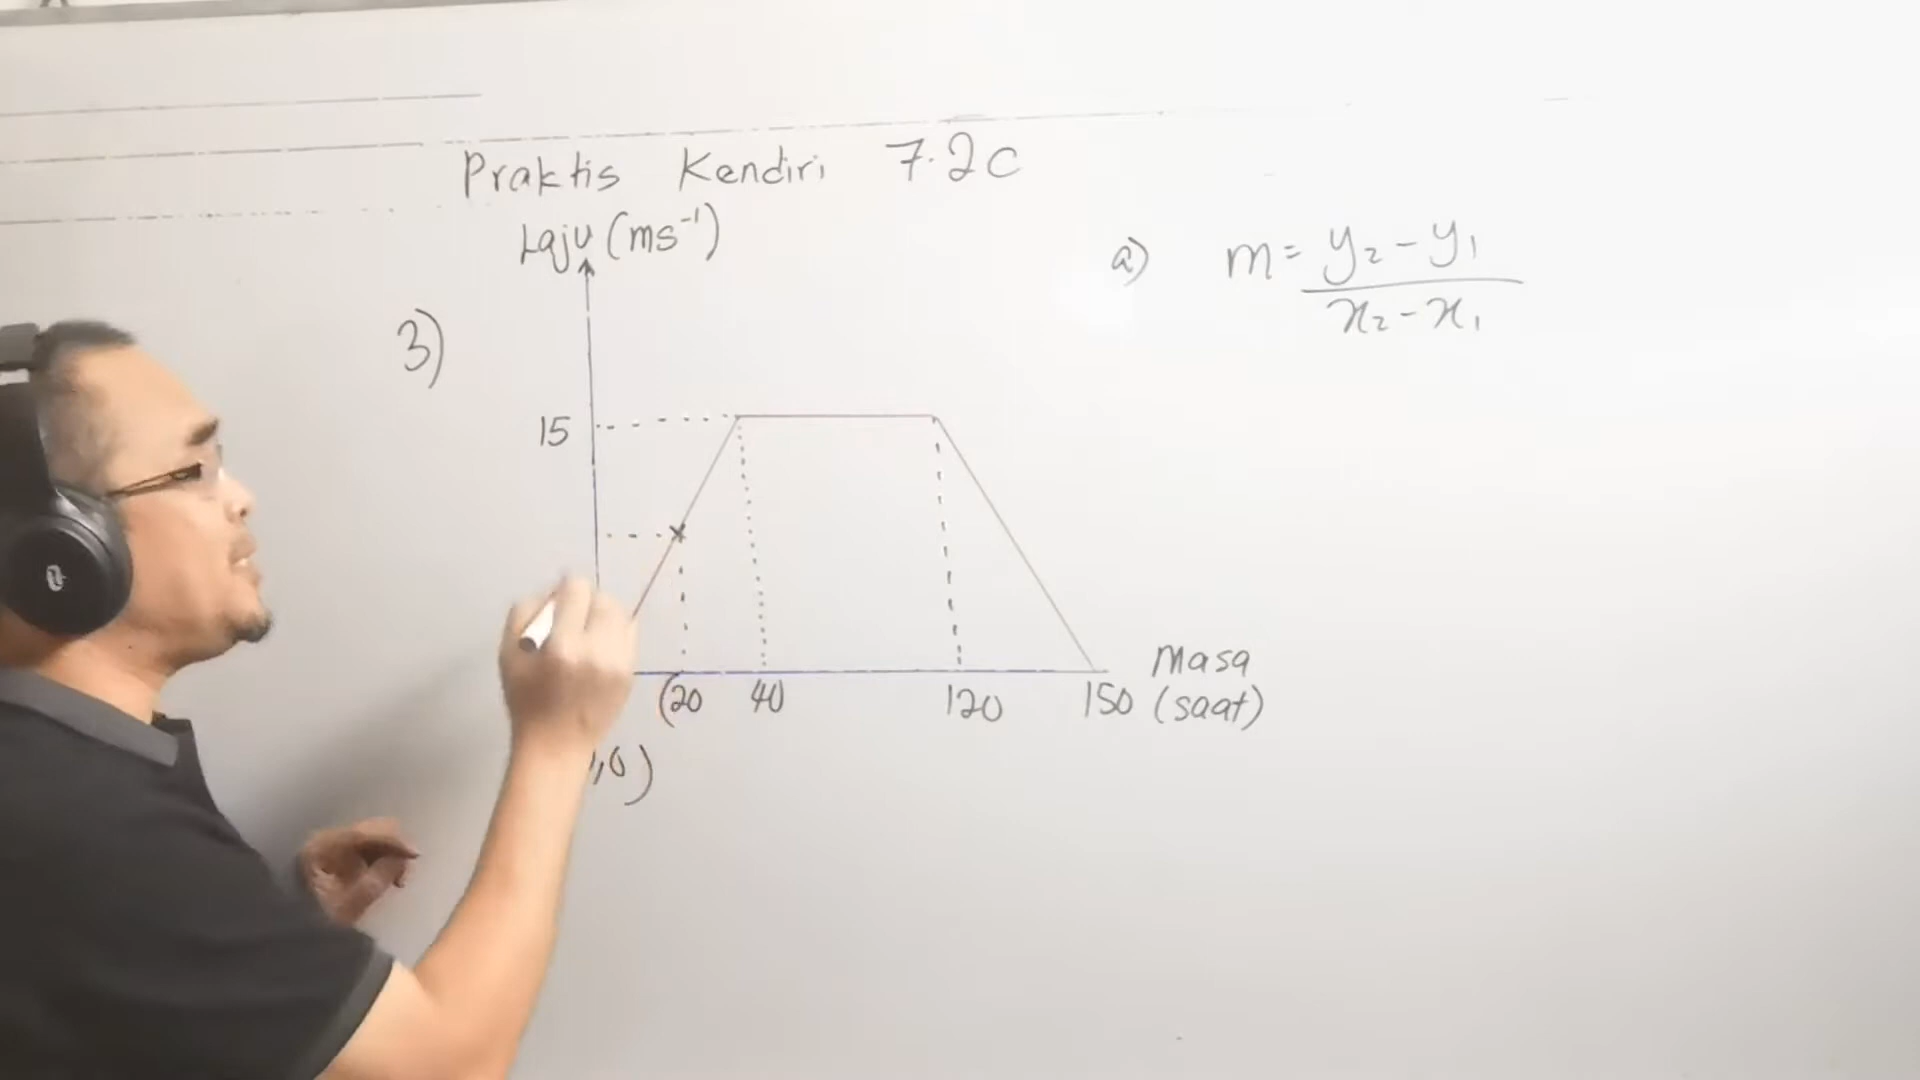 Praktis Kendiri 7.2C
Laju (ms⁻¹)
a) m = y₂ - y₁
x₂ - x₁
3)
15
Masa
(20 40 120 150 (saat)
,0)